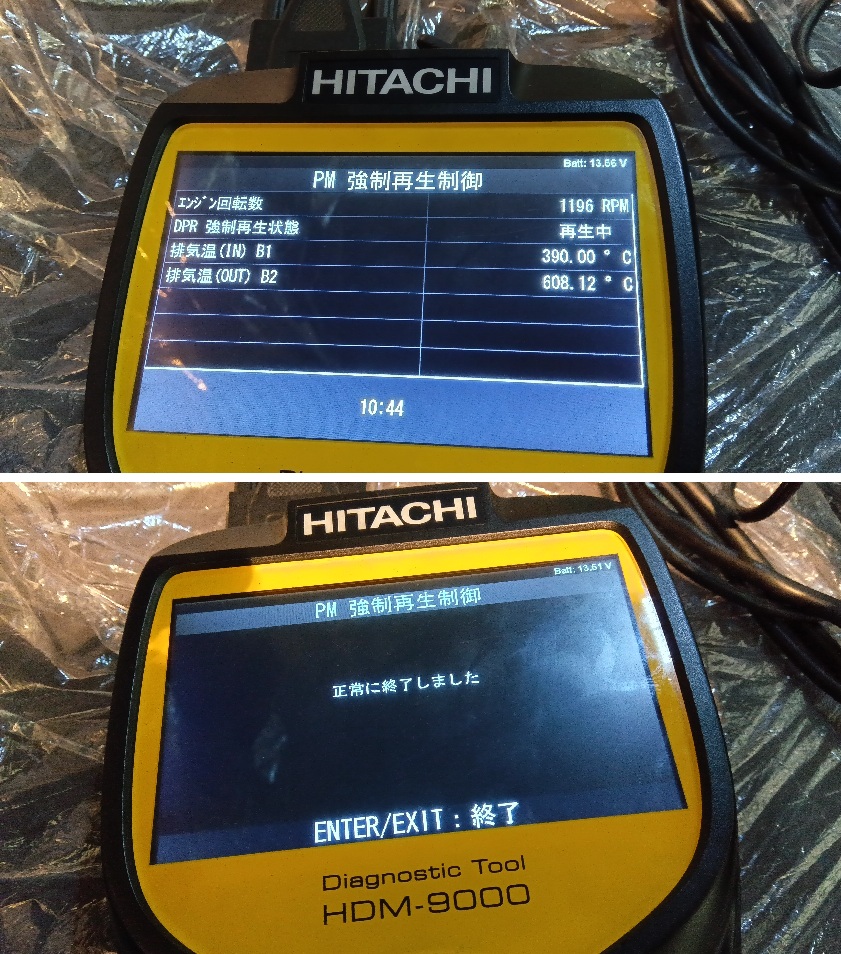 HITACHI
Batt: 13.56 V
PM 強制再生制御
ｴﾝｼﾞﾝ回転数 1196 RPM
DPR 強制再生状態 再生中
排気温(IN) B1 390.00 ° C
排気温(OUT) B2 608.12 ° C
10:44
HITACHI
Batt: 13.51 V
PM 強制再生制御
正常に終了しました
ENTER/EXIT : 終了
Diagnostic Tool
HDM-9000